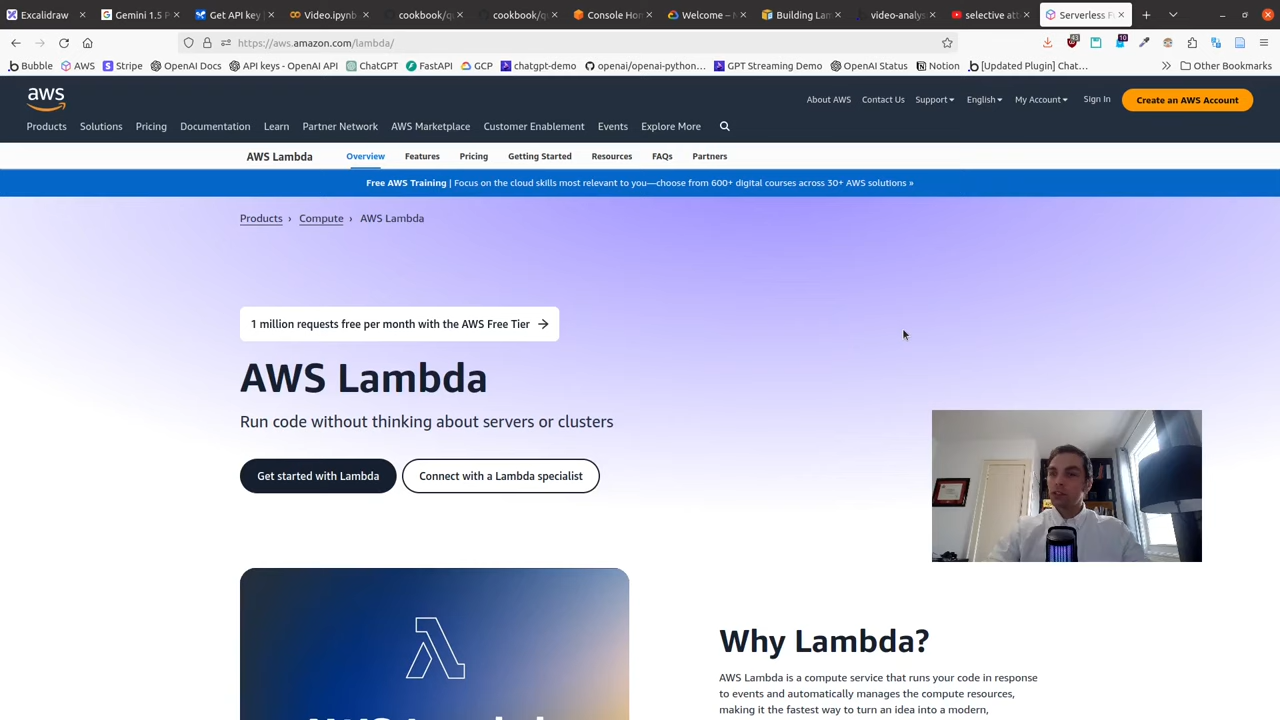 Excalidraw
Gemini 1.5 P
Get API key |
Video.ipynb
cookbook/qu
cookbook/qu
Console Hom
Welcome – M
Building Lam
video-analys
selective att
Serverless Fu
https://aws.amazon.com/lambda/
43
10
Bubble
AWS
Stripe
OpenAI Docs
API keys - OpenAI API
ChatGPT
FastAPI
GCP
chatgpt-demo
openai/openai-python…
GPT Streaming Demo
OpenAI Status
Notion
[Updated Plugin] Chat…
Other Bookmarks
aws
About AWS
Contact Us
Support
English
My Account
Sign In
Create an AWS Account
Products
Solutions
Pricing
Documentation
Learn
Partner Network
AWS Marketplace
Customer Enablement
Events
Explore More
AWS Lambda
Overview
Features
Pricing
Getting Started
Resources
FAQs
Partners
Free AWS Training | Focus on the cloud skills most relevant to you—choose from 600+ digital courses across 30+ AWS solutions »
Products › Compute › AWS Lambda
1 million requests free per month with the AWS Free Tier →
AWS Lambda
Run code without thinking about servers or clusters
Get started with Lambda
Connect with a Lambda specialist
Why Lambda?
AWS Lambda is a compute service that runs your code in response
to events and automatically manages the compute resources,
making it the fastest way to turn an idea into a modern,